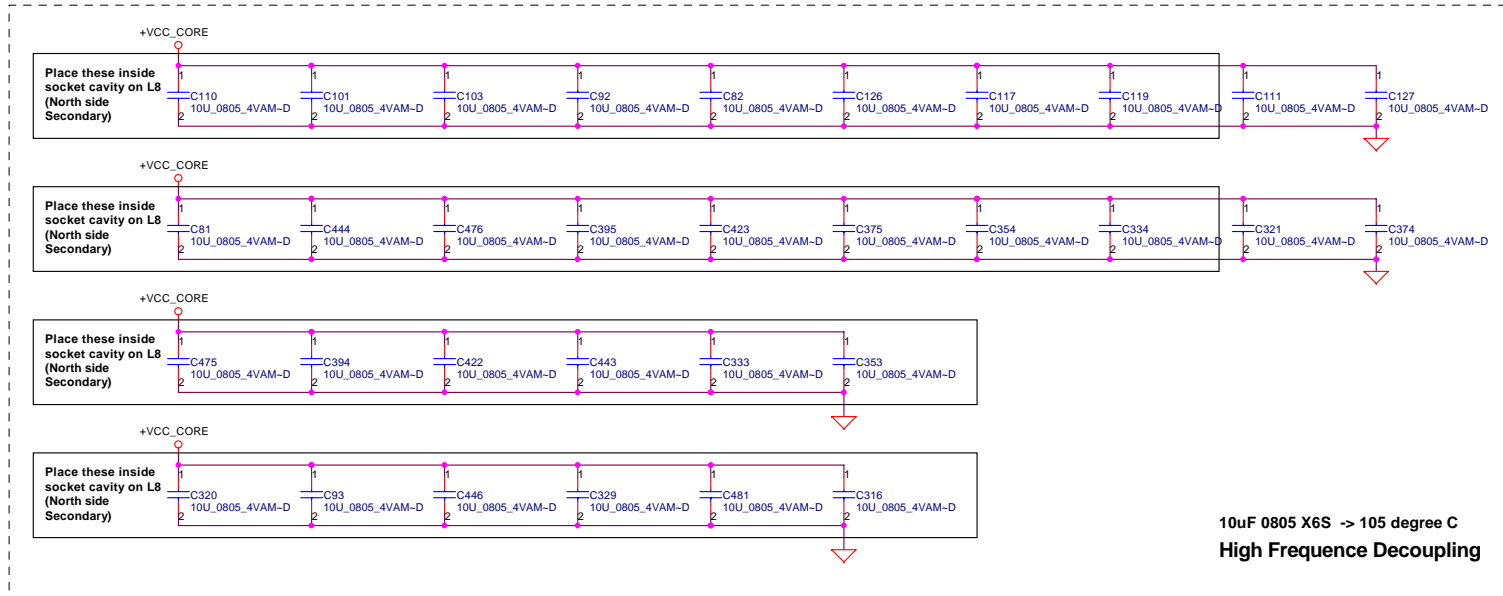 +VCC_CORE
Place these inside
socket cavity on L8
(North side
Secondary)
1 1 1 1 1 1 1 1 1 1
C110 C101 C103 C92 C82 C126 C117 C119 C111 C127
10U_0805_4VAM~D 10U_0805_4VAM~D 10U_0805_4VAM~D 10U_0805_4VAM~D 10U_0805_4VAM~D 10U_0805_4VAM~D 10U_0805_4VAM~D 10U_0805_4VAM~D 10U_0805_4VAM~D 10U_0805_4VAM~D
2 2 2 2 2 2 2 2 2 2
+VCC_CORE
Place these inside
socket cavity on L8
(North side
Secondary)
1 1 1 1 1 1 1 1 1 1
C81 C444 C476 C395 C423 C375 C354 C334 C321 C374
10U_0805_4VAM~D 10U_0805_4VAM~D 10U_0805_4VAM~D 10U_0805_4VAM~D 10U_0805_4VAM~D 10U_0805_4VAM~D 10U_0805_4VAM~D 10U_0805_4VAM~D 10U_0805_4VAM~D 10U_0805_4VAM~D
2 2 2 2 2 2 2 2 2 2
+VCC_CORE
Place these inside
socket cavity on L8
(North side
Secondary)
1 1 1 1 1 1
C475 C394 C422 C443 C333 C353
10U_0805_4VAM~D 10U_0805_4VAM~D 10U_0805_4VAM~D 10U_0805_4VAM~D 10U_0805_4VAM~D 10U_0805_4VAM~D
2 2 2 2 2 2
+VCC_CORE
Place these inside
socket cavity on L8
(North side
Secondary)
1 1 1 1 1 1
C320 C93 C446 C329 C481 C316
10U_0805_4VAM~D 10U_0805_4VAM~D 10U_0805_4VAM~D 10U_0805_4VAM~D 10U_0805_4VAM~D 10U_0805_4VAM~D
2 2 2 2 2 2
10uF 0805 X6S -> 105 degree C
High Frequence Decoupling